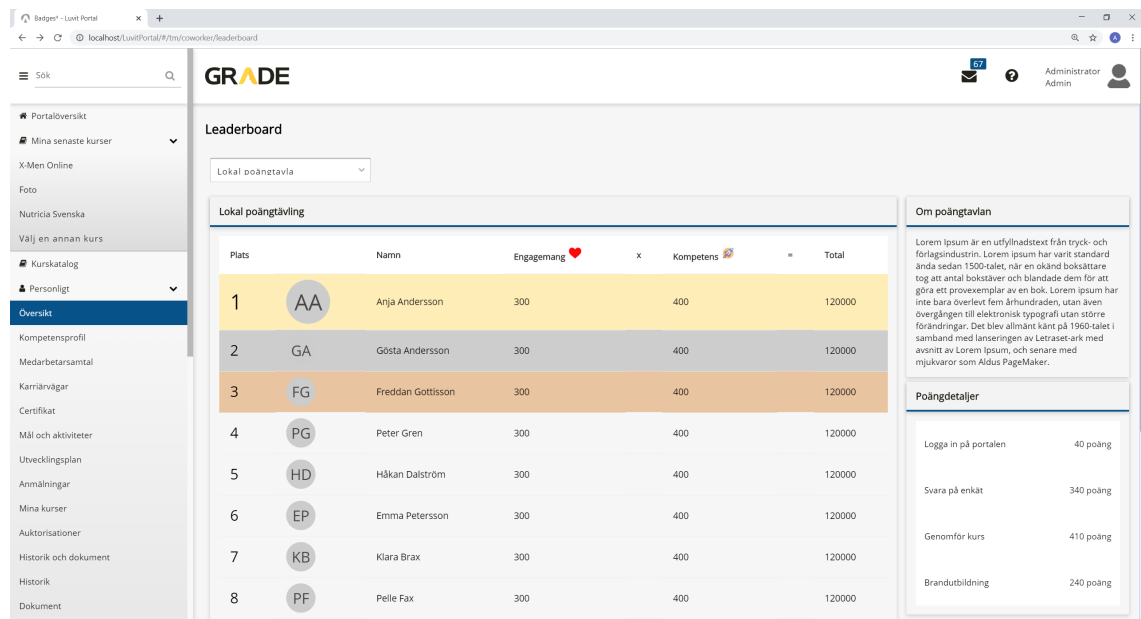 Badges* - Luvit Portal
localhost/LuvitPortal/#/tm/coworker/leaderboard
A
Sök
GRADE
67
Administrator
Admin
Portalöversikt
Mina senaste kurser
X-Men Online
Foto
Nutricia Svenska
Välj en annan kurs
Kurskatalog
Personligt
Översikt
Kompetensprofil
Medarbetarsamtal
Karriärvägar
Certifikat
Mål och aktiviteter
Utvecklingsplan
Anmälningar
Mina kurser
Auktorisationer
Historik och dokument
Historik
Dokument
Leaderboard
Lokal poängtavla
Lokal poängtävling
Plats Namn Engagemang x Kompetens = Total
1 AA Anja Andersson 300 400 120000
2 GA Gösta Andersson 300 400 120000
3 FG Freddan Gottisson 300 400 120000
4 PG Peter Gren 300 400 120000
5 HD Håkan Dalström 300 400 120000
6 EP Emma Petersson 300 400 120000
7 KB Klara Brax 300 400 120000
8 PF Pelle Fax 300 400 120000
Om poängtavlan
Lorem Ipsum är en utfyllnadstext från tryck- och
förlagsindustrin. Lorem ipsum har varit standard
ända sedan 1500-talet, när en okänd boksättare
tog att antal bokstäver och blandade dem för att
göra ett provexemplar av en bok. Lorem ipsum har
inte bara överlevt fem århundraden, utan även
övergången till elektronisk typografi utan större
förändringar. Det blev allmänt känt på 1960-talet i
samband med lanseringen av Letraset-ark med
avsnitt av Lorem Ipsum, och senare med
mjukvaror som Aldus PageMaker.
Poängdetaljer
Logga in på portalen 40 poäng
Svara på enkät 340 poäng
Genomför kurs 410 poäng
Brandutbildning 240 poäng